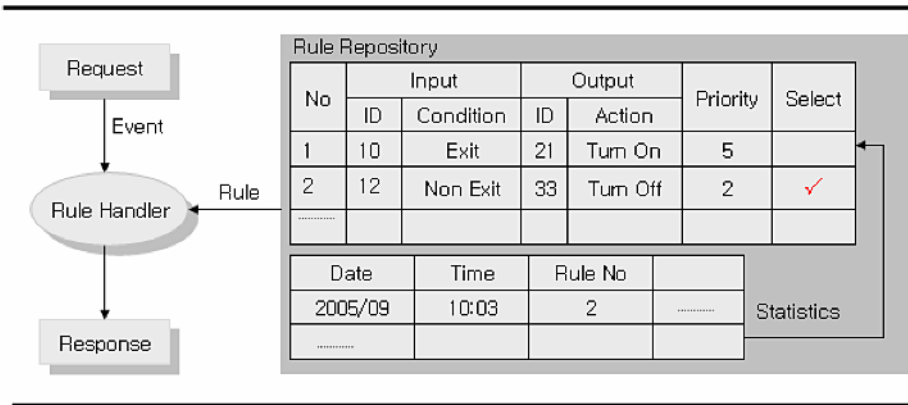 Rule Repository
Request
Event
Rule Handler
Response
Rule
No Input Output Priority Select
ID Condition ID Action
1 10 Exit 21 Turn On 5
2 12 Non Exit 33 Turn Off 2 ✓
............
Date Time Rule No
2005/09 10:03 2 ............
............
Statistics